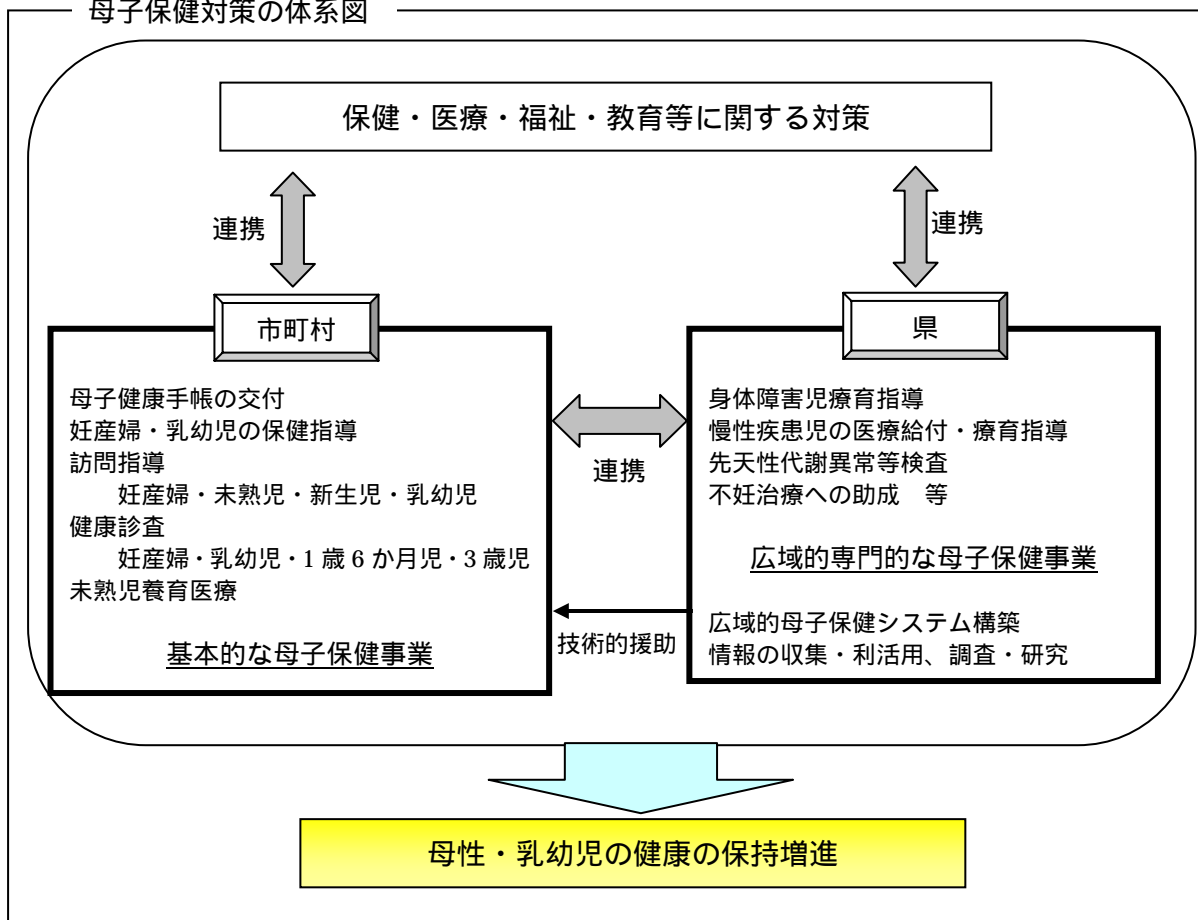 母子保健対策の体系図
保健・医療・福祉・教育等に関する対策
連携
連携
市町村
母子健康手帳の交付
妊産婦・乳幼児の保健指導
訪問指導
妊産婦・未熟児・新生児・乳幼児
健康診査
妊産婦・乳幼児・1歳6か月児・3歳児
未熟児養育医療
基本的な母子保健事業
連携
技術的援助
県
身体障害児療育指導
慢性疾患児の医療給付・療育指導
先天性代謝異常等検査
不妊治療への助成　等
広域的専門的な母子保健事業
広域的母子保健システム構築
情報の収集・利活用、調査・研究
母性・乳幼児の健康の保持増進